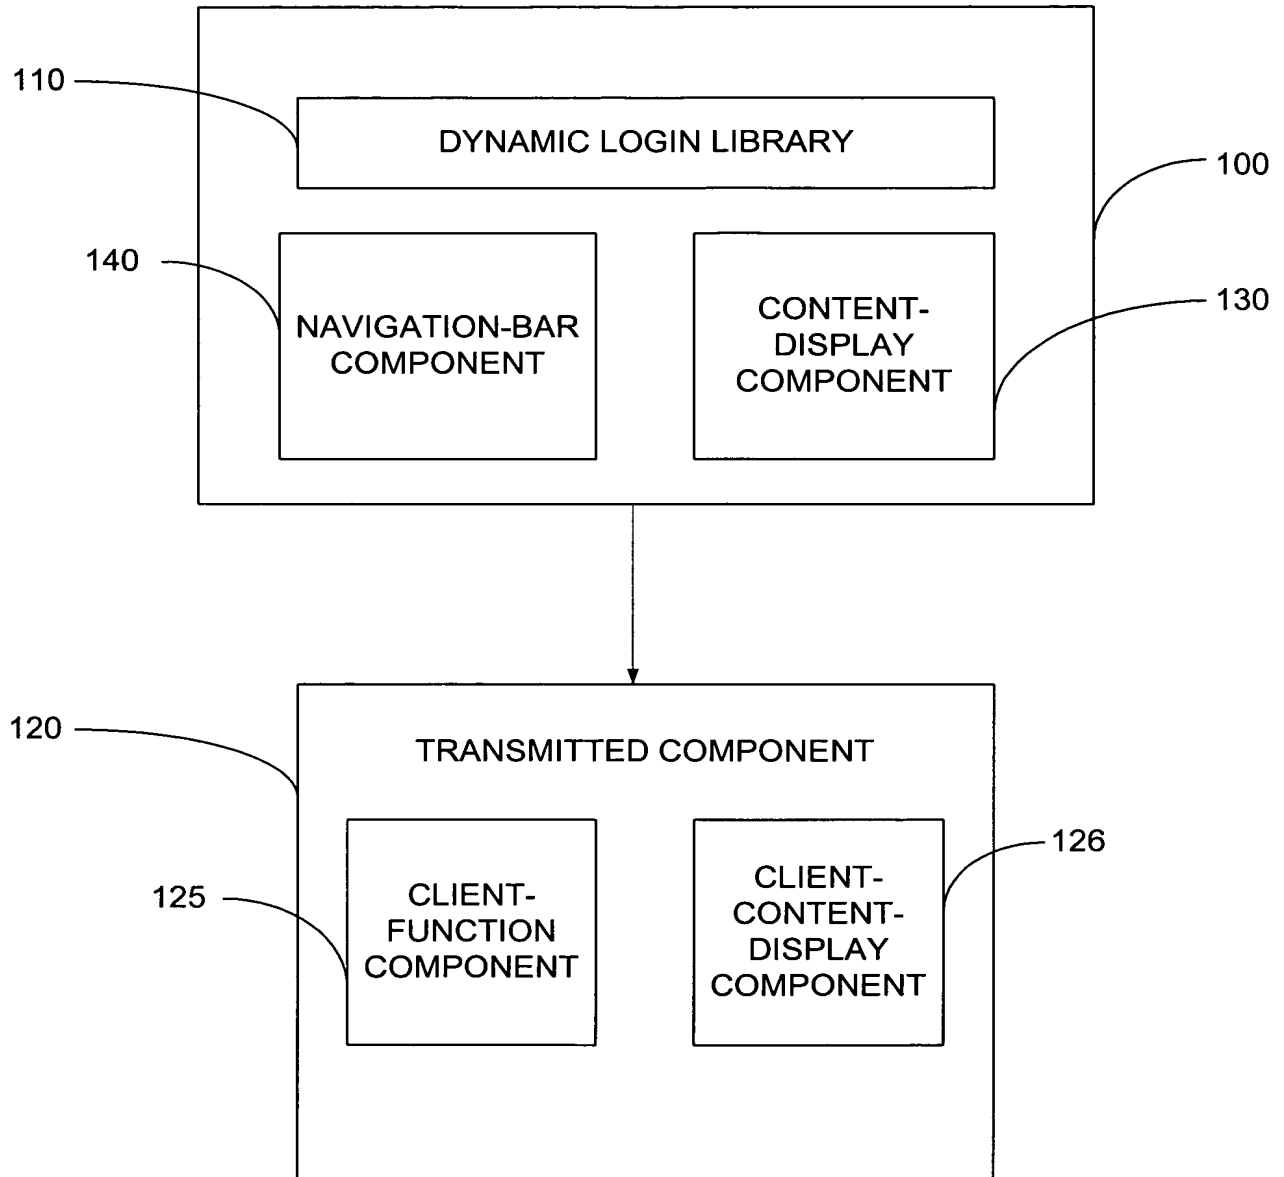 110
DYNAMIC LOGIN LIBRARY
100
140
NAVIGATION-BAR
COMPONENT
CONTENT-
DISPLAY
COMPONENT
130
120
TRANSMITTED COMPONENT
125
CLIENT-
FUNCTION
COMPONENT
CLIENT-
CONTENT-
DISPLAY
COMPONENT
126